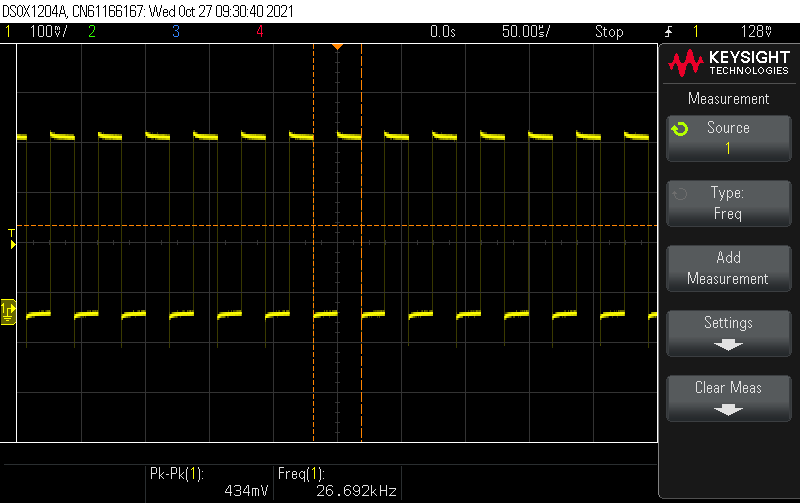 DSOX1204A, CN61166167: Wed Oct 27 09:30:40 2021
1 100mV/ 2 3 4 0.0s 50.00us/ Stop 1 128mV
KEYSIGHT
TECHNOLOGIES
Measurement
Source
1
Type:
Freq
T
Add
Measurement
1
Settings
Clear Meas
Pk-Pk(1): Freq(1):
434mV 26.692kHz